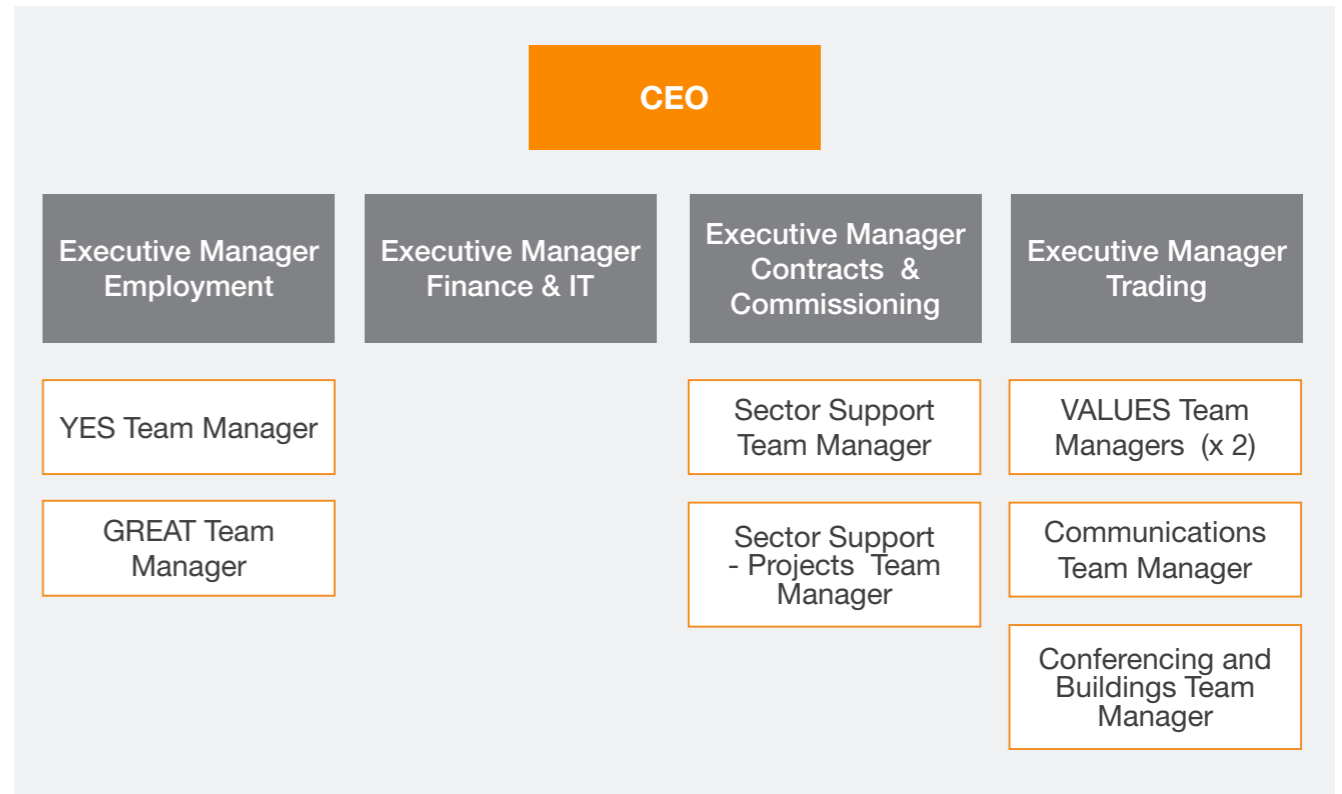 CEO
Executive Manager
Employment
Executive Manager
Finance & IT
Executive Manager
Contracts &
Commissioning
Executive Manager
Trading
YES Team Manager
GREAT Team
Manager
Sector Support
Team Manager
Sector Support
- Projects Team
Manager
VALUES Team
Managers (x 2)
Communications
Team Manager
Conferencing and
Buildings Team
Manager